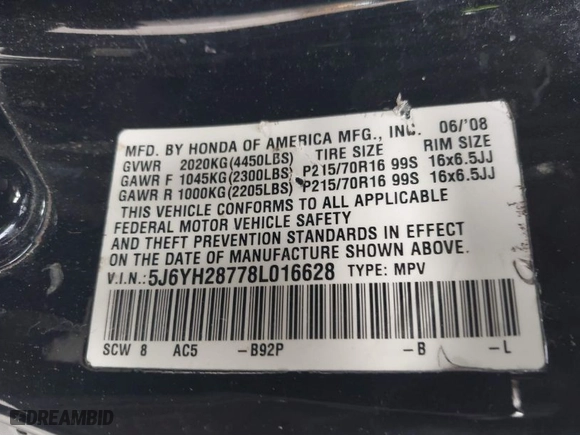 MFD. BY HONDA OF AMERICA MFG., INC. 06/'08
GVWR 2020KG(4450LBS) TIRE SIZE RIM SIZE
GAWR F 1045KG(2300LBS) P215/70R16 99S 16x6.5JJ
GAWR R 1000KG(2205LBS) P215/70R16 99S 16x6.5JJ
THIS VEHICLE CONFORMS TO ALL APPLICABLE
FEDERAL MOTOR VEHICLE SAFETY
AND THEFT PREVENTION STANDARDS IN EFFECT
ON THE DATE OF MANUFACTURE SHOWN ABOVE.
V.I.N.: 5J6YH28778L016628 TYPE: MPV
SCW 8 AC5 -B92P -B -L
DREAMBID